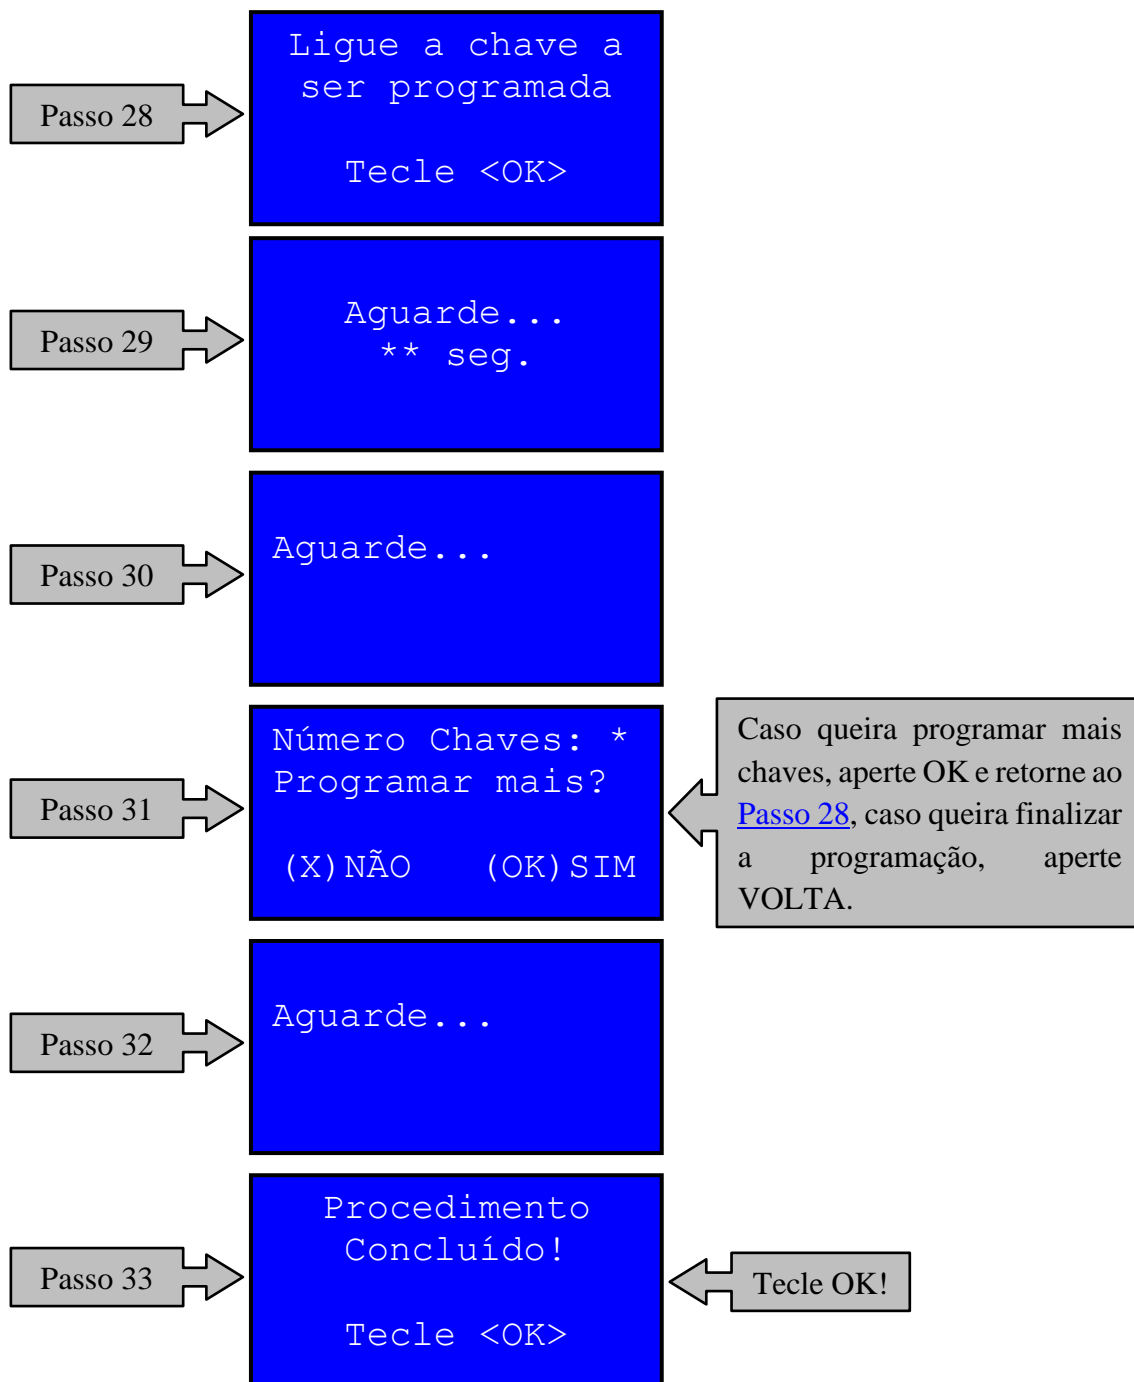 Passo 28
Ligue a chave a
ser programada
Tecle <OK>
Passo 29
Aguarde...
** seg.
Passo 30
Aguarde...
Passo 31
Número Chaves: *
Programar mais?
(X)NÃO (OK)SIM
Caso queira programar mais
chaves, aperte OK e retorne ao
Passo 28, caso queira finalizar
a programação, aperte
VOLTA.
Passo 32
Aguarde...
Passo 33
Procedimento
Concluído!
Tecle <OK>
Tecle OK!